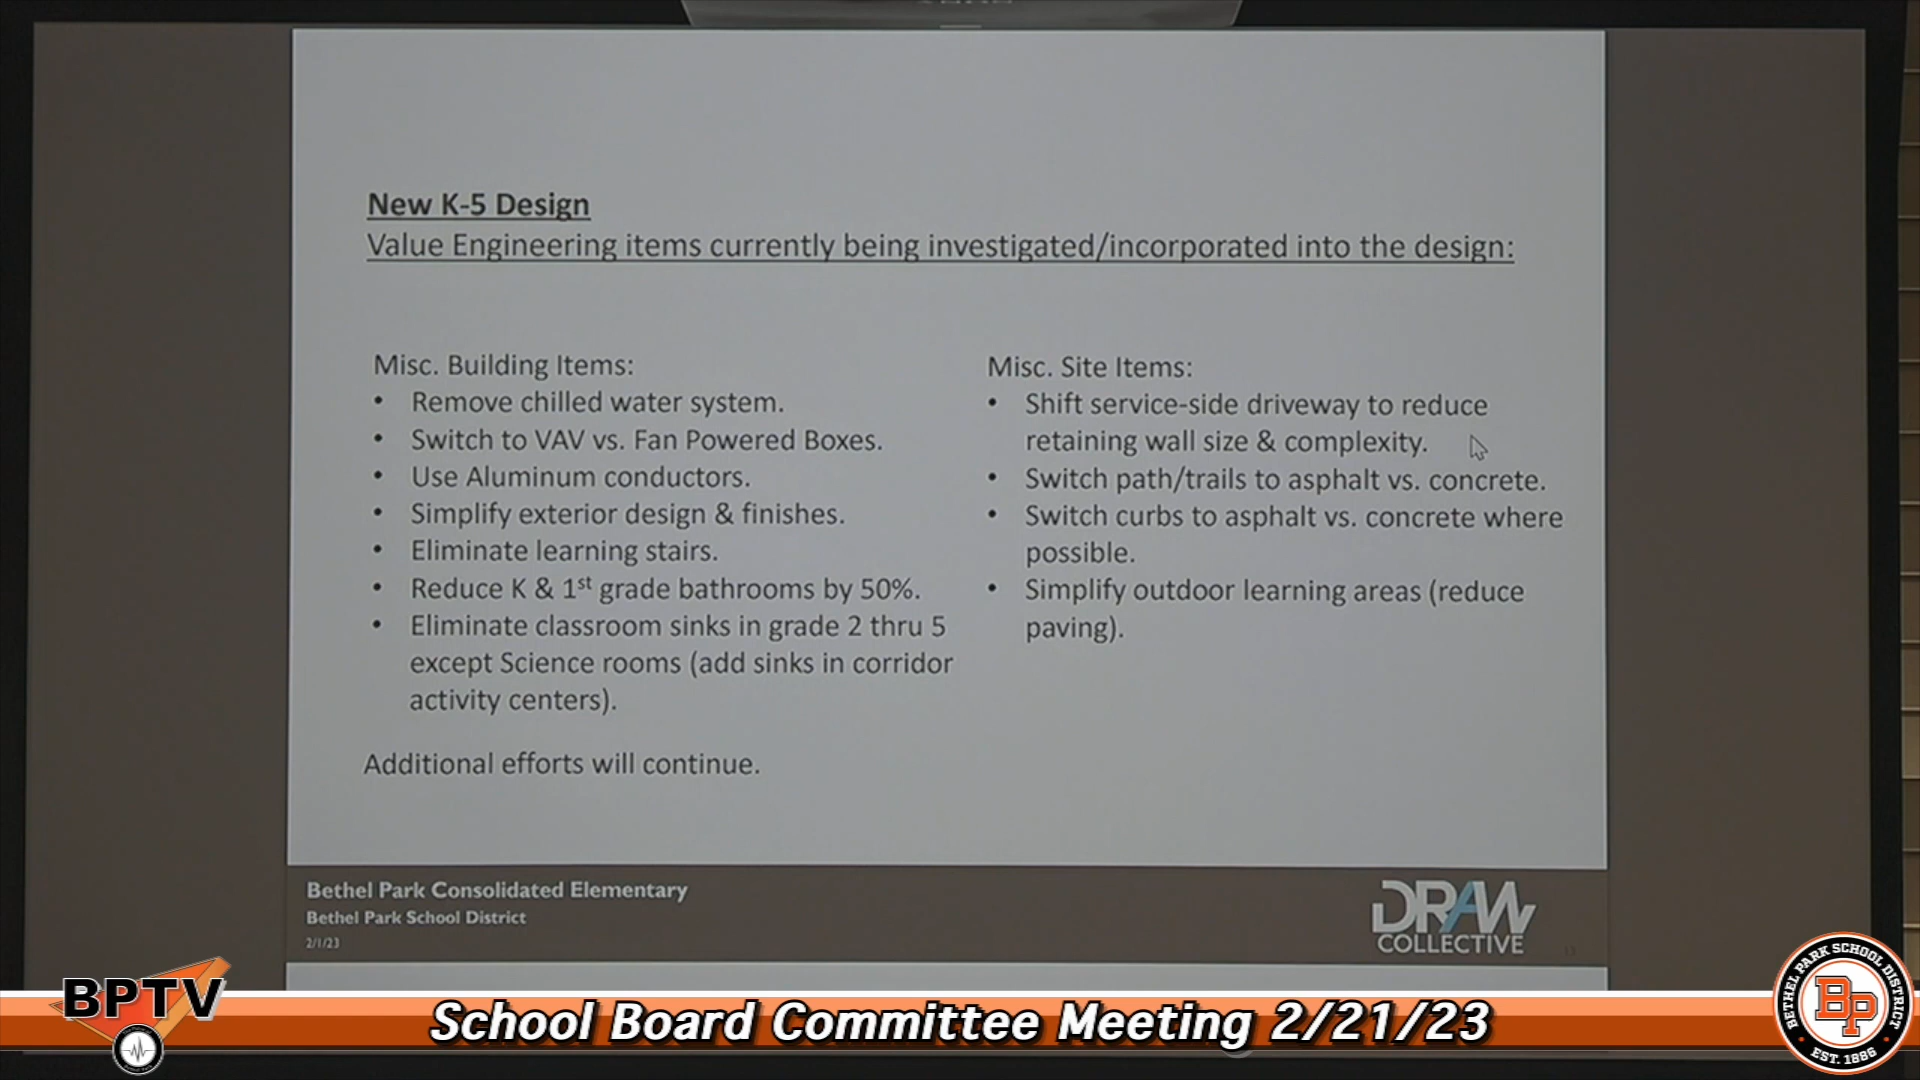 New K-5 Design
Value Engineering items currently being investigated/incorporated into the design:
Misc. Building Items:
• Remove chilled water system.
• Switch to VAV vs. Fan Powered Boxes.
• Use Aluminum conductors.
• Simplify exterior design & finishes.
• Eliminate learning stairs.
• Reduce K & 1st grade bathrooms by 50%.
• Eliminate classroom sinks in grade 2 thru 5
except Science rooms (add sinks in corridor
activity centers).
Additional efforts will continue.
Misc. Site Items:
• Shift service-side driveway to reduce
retaining wall size & complexity.
• Switch path/trails to asphalt vs. concrete.
• Switch curbs to asphalt vs. concrete where
possible.
• Simplify outdoor learning areas (reduce
paving).
Bethel Park Consolidated Elementary
Bethel Park School District
2/1/23
DRAW
COLLECTIVE
BPTV
School Board Committee Meeting 2/21/23
BETHEL PARK SCHOOL DISTRICT
BP
EST. 1886